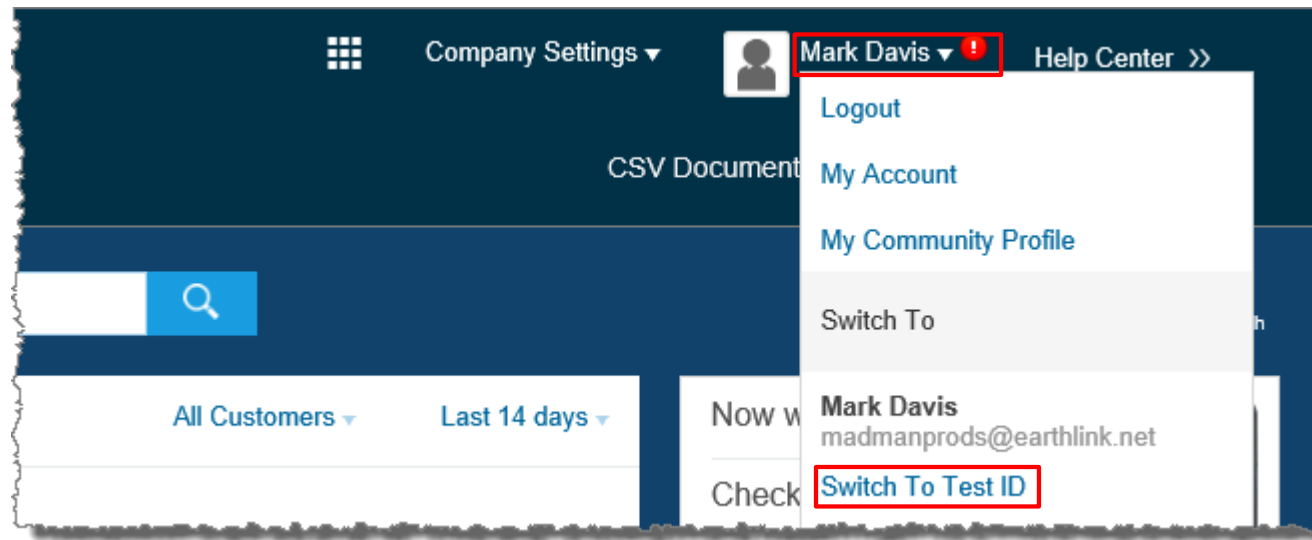 Company Settings
Mark Davis !
Help Center >>
Logout
CSV Document
My Account
My Community Profile
Switch To
h
All Customers
Last 14 days
Now w
Mark Davis
madmanprods@earthlink.net
Check
Switch To Test ID